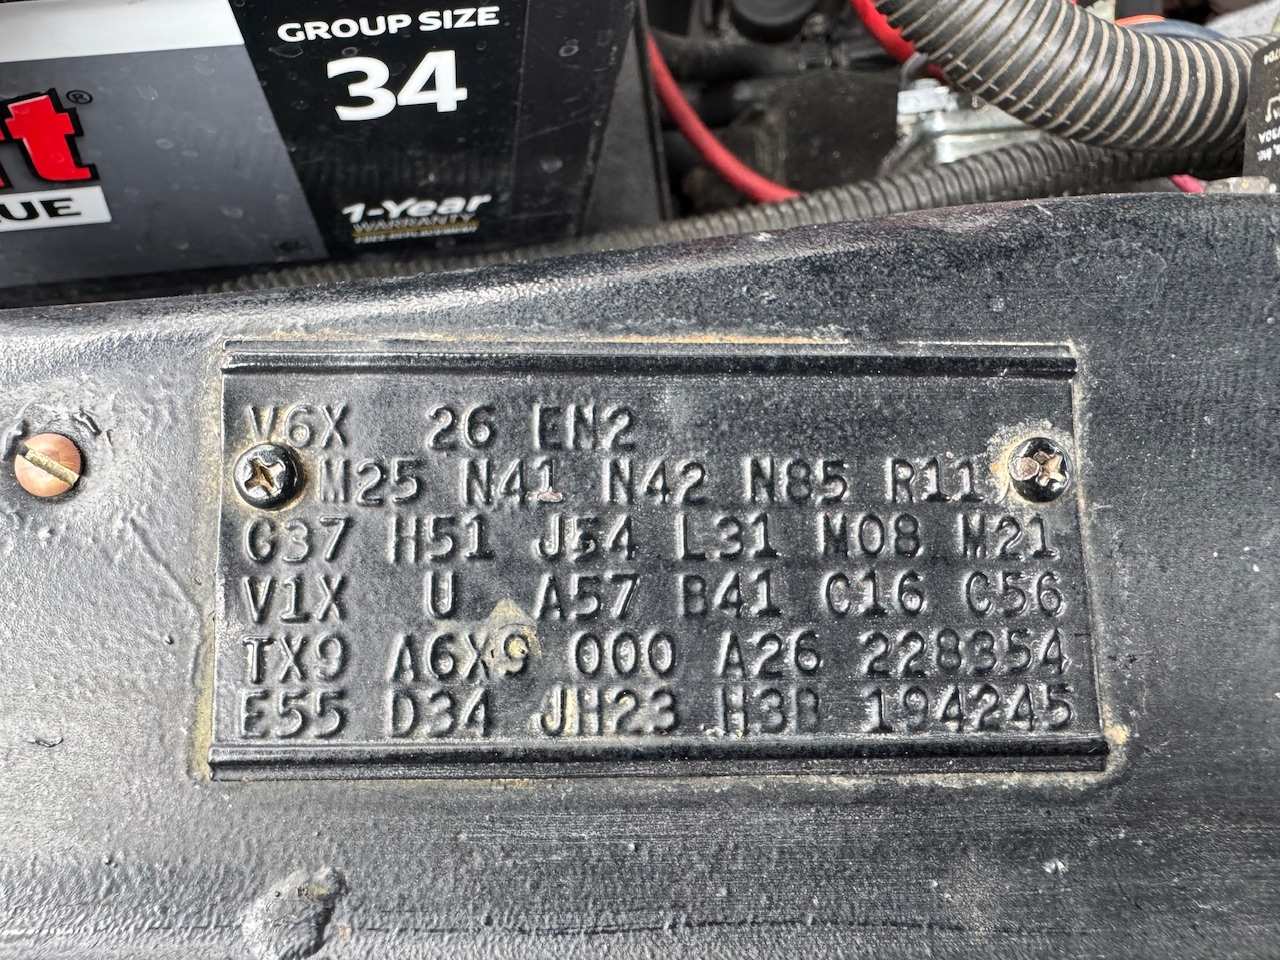 GROUP SIZE
34
rt®
UE
1-Year
WARRANTY
V6X 26 EN2
M25 N41 N42 N85 R11
G37 H51 J54 L31 M08 M21
V1X U A57 B41 C16 C56
TX9 A6X9 000 A26 228354
E55 D34 JH23 H3B 194245